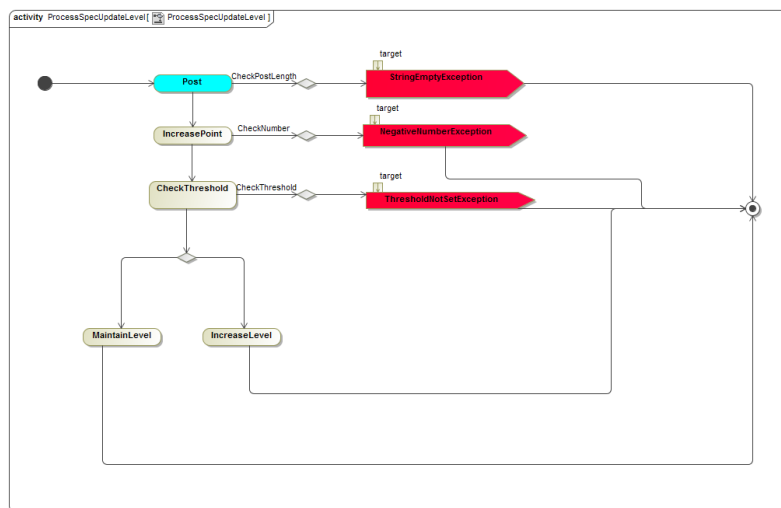 activity ProcessSpecUpdateLevel[ ProcessSpecUpdateLevel ]
target
Post
CheckPostLength
StringEmptyException
target
IncreasePoint
CheckNumber
NegativeNumberException
target
CheckThreshold
CheckThreshold
ThresholdNotSetException
MaintainLevel
IncreaseLevel